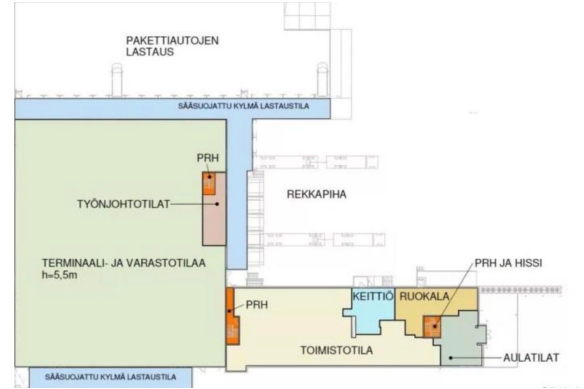 PAKETTIAUTOJEN
LASTAUS
SÄÄSUOJATTU KYLMÄ LASTAUSTILA
PRH
TYÖNJOHTOTILAT
REKKAPIHA
TERMINAALI- JA VARASTOTILAA
h=5,5m
PRH JA HISSI
PRH
KEITTIÖ
RUOKALA
TOIMISTOTILA
AULATILAT
SÄÄSUOJATTU KYLMÄ LASTAUSTILA